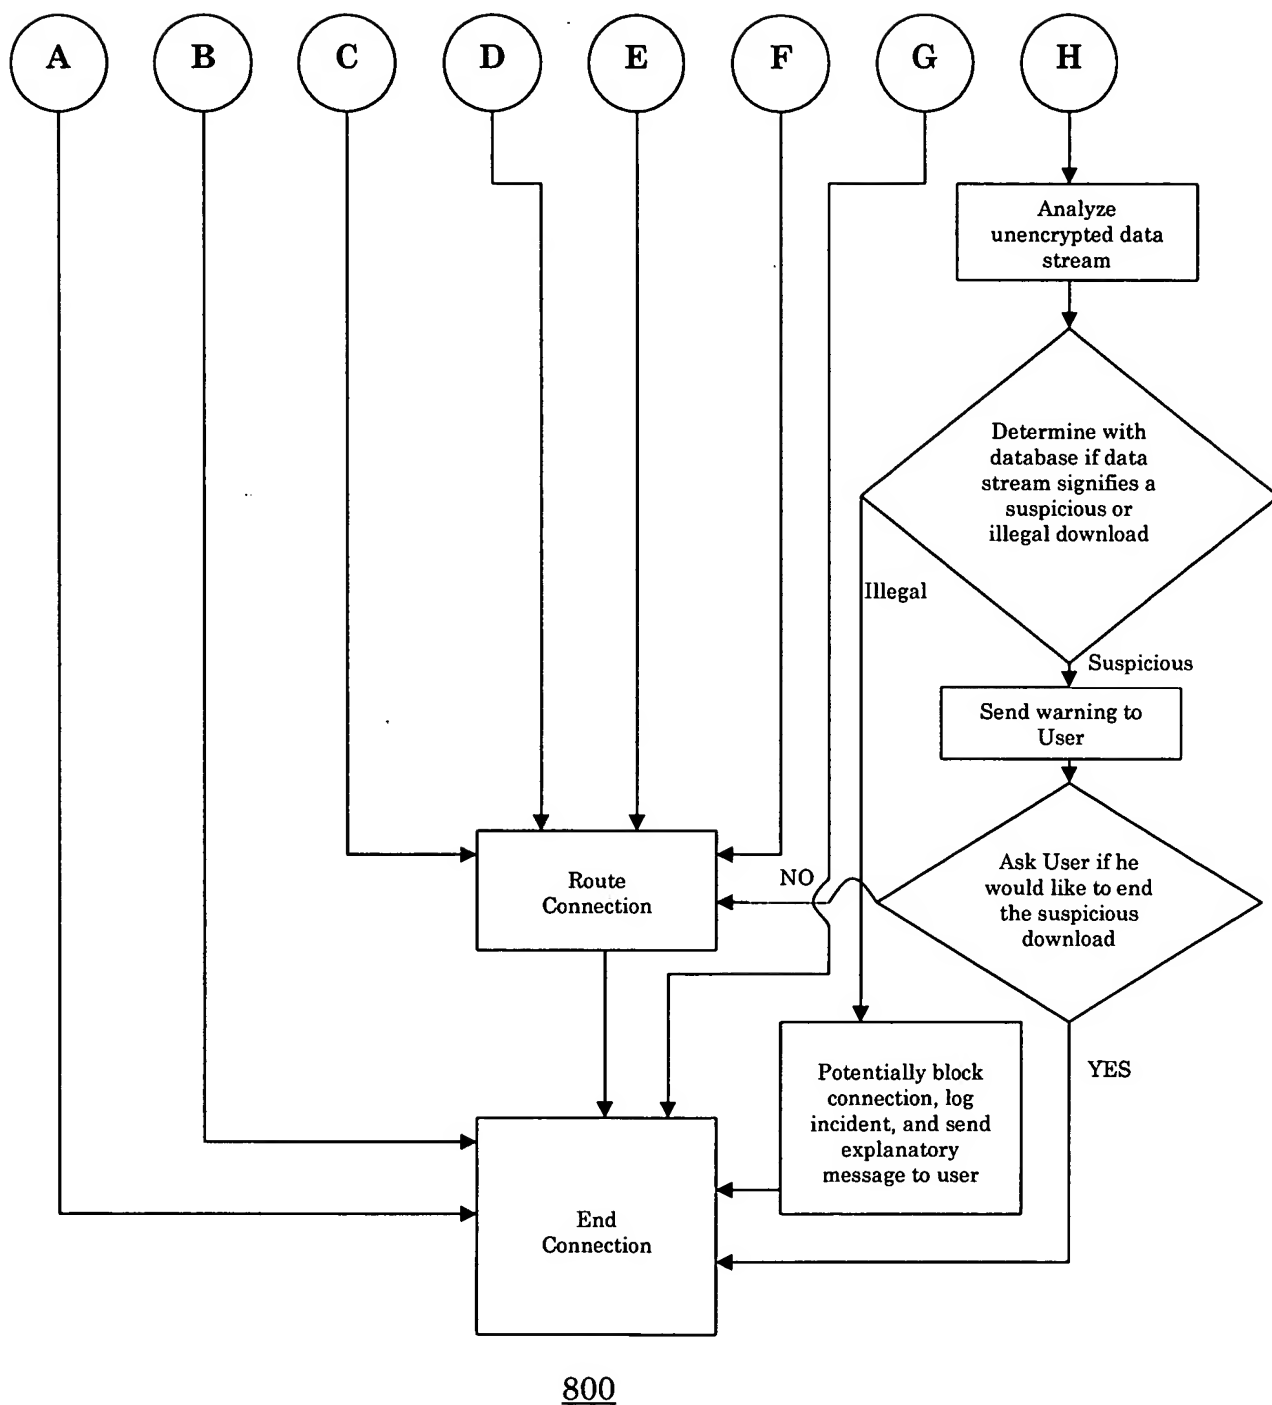 A B C D E F G H
Analyze
unencrypted data
stream
Determine with
database if data
stream signifies a
suspicious or
illegal download
Illegal
Suspicious
Send warning to
User
Ask User if he
would like to end
the suspicious
download
NO
Route
Connection
YES
Potentially block
connection, log
incident, and send
explanatory
message to user
End
Connection
800